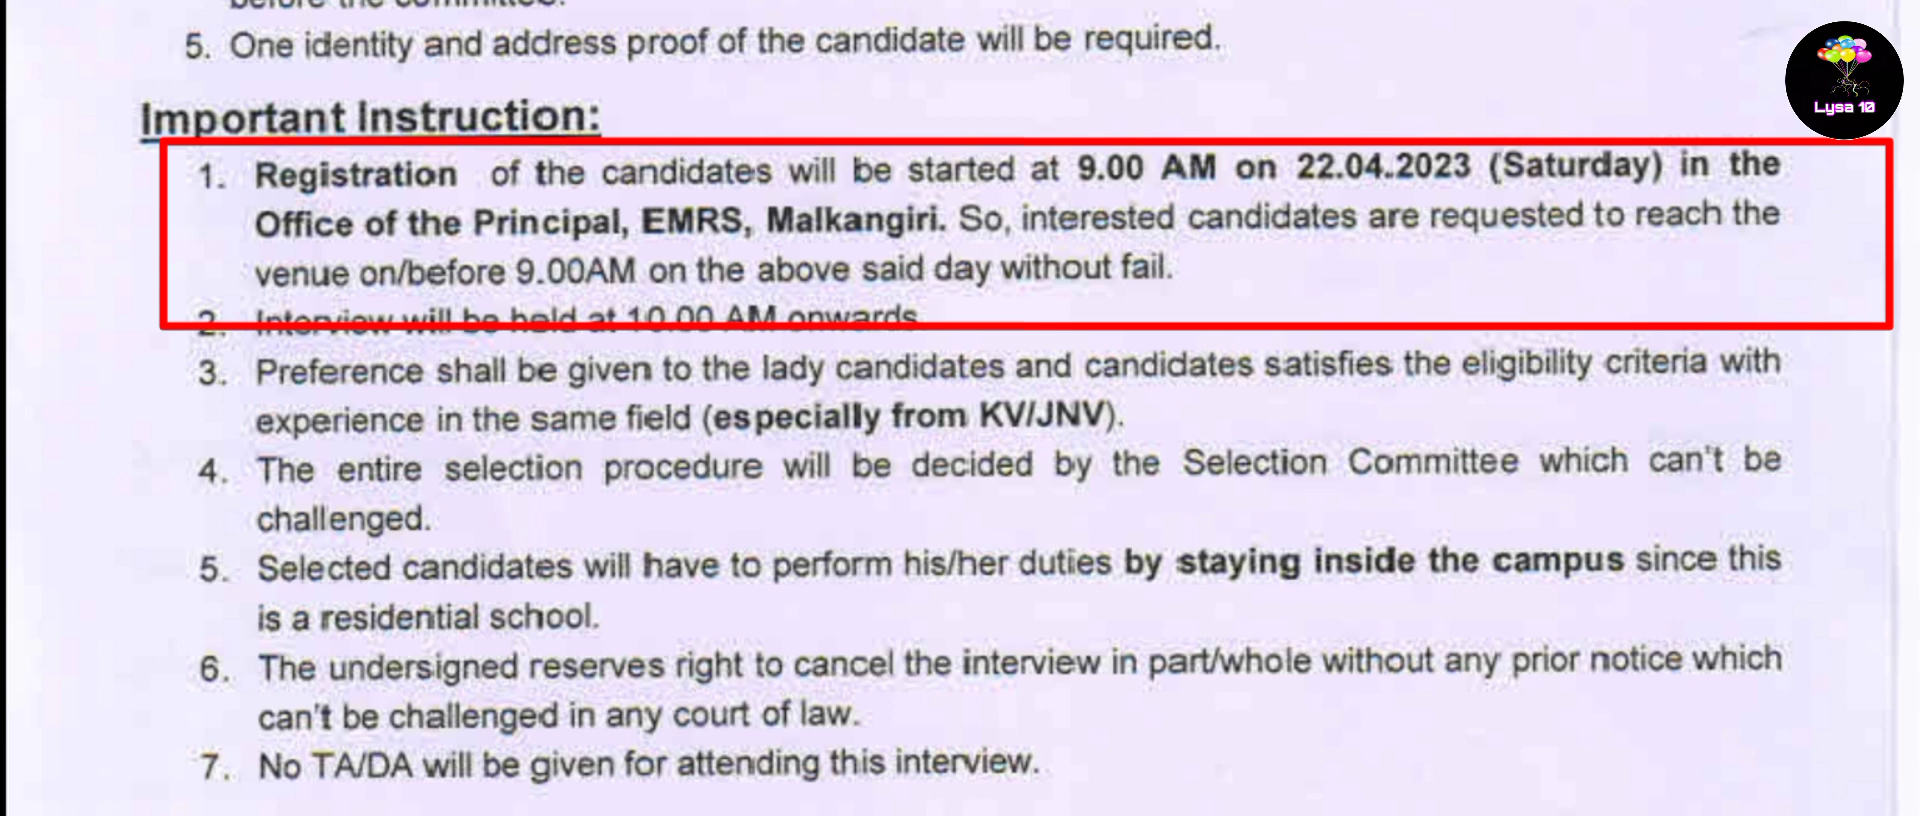 before the committee.
5. One identity and address proof of the candidate will be required.
Important Instruction:
1. Registration of the candidates will be started at 9.00 AM on 22.04.2023 (Saturday) in the
Office of the Principal, EMRS, Malkangiri. So, interested candidates are requested to reach the
venue on/before 9.00AM on the above said day without fail.
2. Interview will be held at 10.00 AM onwards
3. Preference shall be given to the lady candidates and candidates satisfies the eligibility criteria with
experience in the same field (especially from KV/JNV).
4. The entire selection procedure will be decided by the Selection Committee which can't be
challenged.
5. Selected candidates will have to perform his/her duties by staying inside the campus since this
is a residential school.
6. The undersigned reserves right to cancel the interview in part/whole without any prior notice which
can't be challenged in any court of law.
7. No TA/DA will be given for attending this interview.
Lysa 10